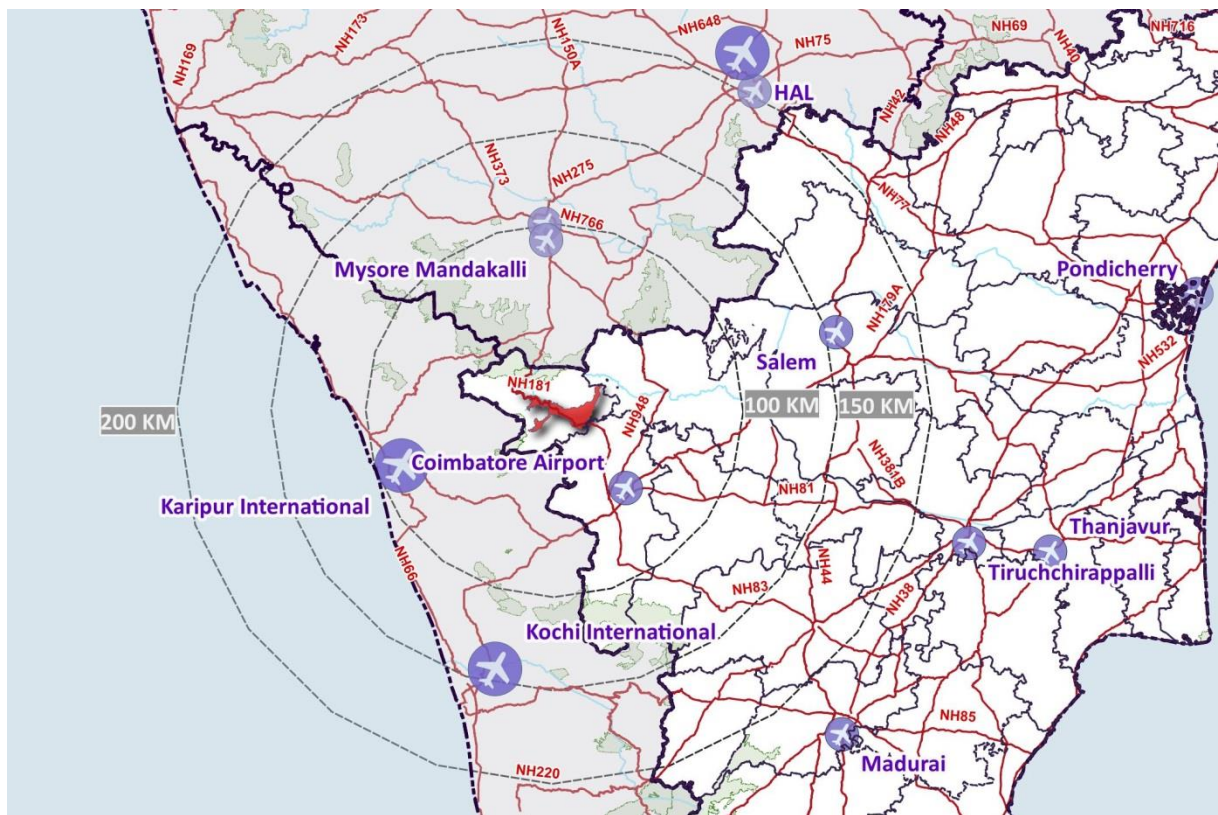 NH648
NH69
NH716
NH173
NH150A
NH75
NH40
NH169
HAL
NH42
NH48
NH373
NH275
NH77
NH766
Mysore Mandakalli
Pondicherry
NH179A
Salem
NH532
NH181
200 KM
NH948
100 KM
150 KM
Coimbatore Airport
NH381B
Karipur International
NH81
Thanjavur
Tiruchchirappalli
NH66
NH83
NH44
NH38
Kochi International
NH85
Madurai
NH220